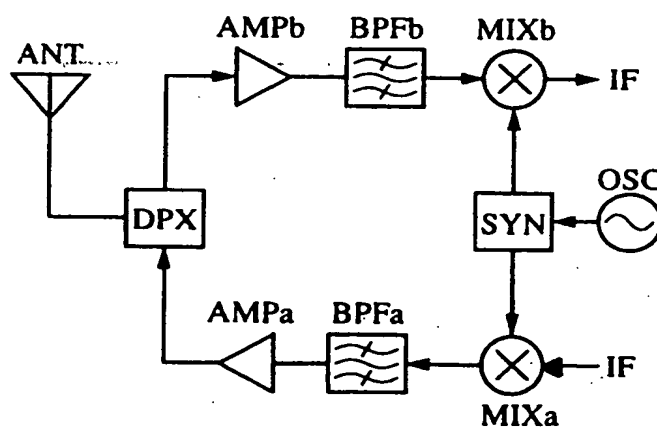 AMPb BPFb MIXb
ANT
IF
OSC
DPX SYN
AMPa BPFa
IF
MIXa